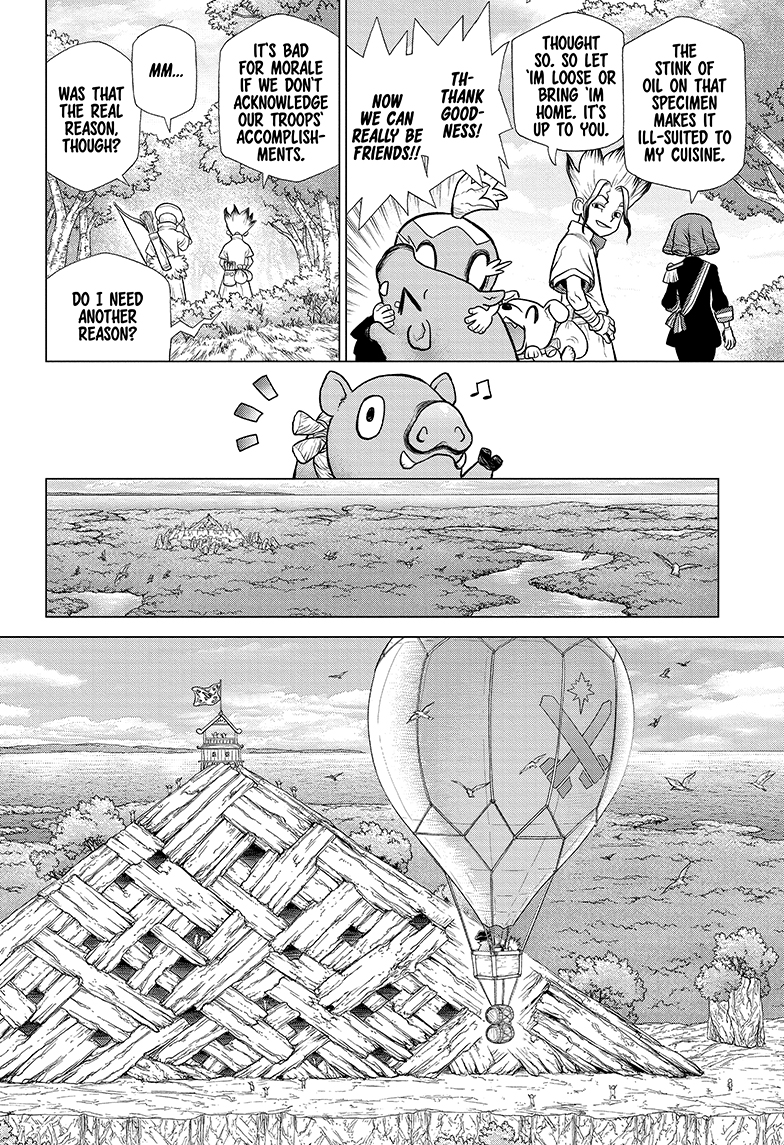 THE
STINK OF
OIL ON THAT
SPECIMEN
MAKES IT
ILL-SUITED TO
MY CUISINE.
THOUGHT
SO. SO LET
'IM LOOSE OR
BRING 'IM
HOME. IT'S
UP TO YOU.
TH-
THANK
GOOD-
NESS!
NOW
WE CAN
REALLY BE
FRIENDS!!
IT'S BAD
FOR MORALE
IF WE DON'T
ACKNOWLEDGE
OUR TROOPS'
ACCOMPLISH-
MENTS.
MM...
WAS THAT
THE REAL
REASON,
THOUGH?
DO I NEED
ANOTHER
REASON?